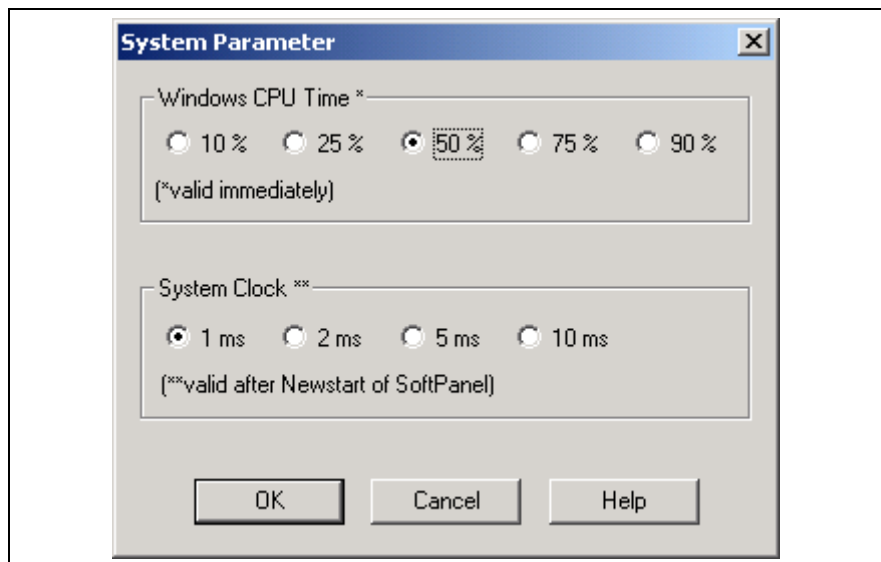 System Parameter
Windows CPU Time *
10 % 25 % 50 % 75 % 90 %
(*valid immediately)
System Clock **
1 ms 2 ms 5 ms 10 ms
(**valid after Newstart of SoftPanel)
OK Cancel Help